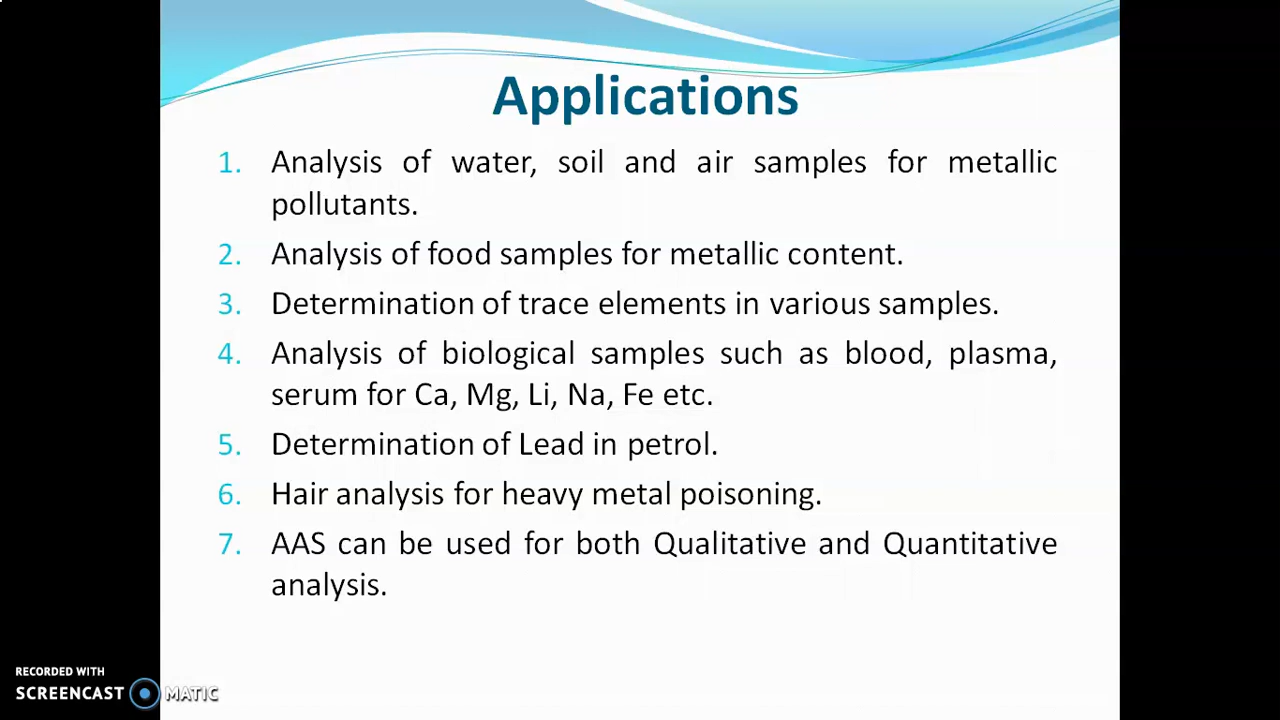 Applications
1. Analysis of water, soil and air samples for metallic
pollutants.
2. Analysis of food samples for metallic content.
3. Determination of trace elements in various samples.
4. Analysis of biological samples such as blood, plasma,
serum for Ca, Mg, Li, Na, Fe etc.
5. Determination of Lead in petrol.
6. Hair analysis for heavy metal poisoning.
7. AAS can be used for both Qualitative and Quantitative
analysis.
RECORDED WITH
SCREENCAST MATIC